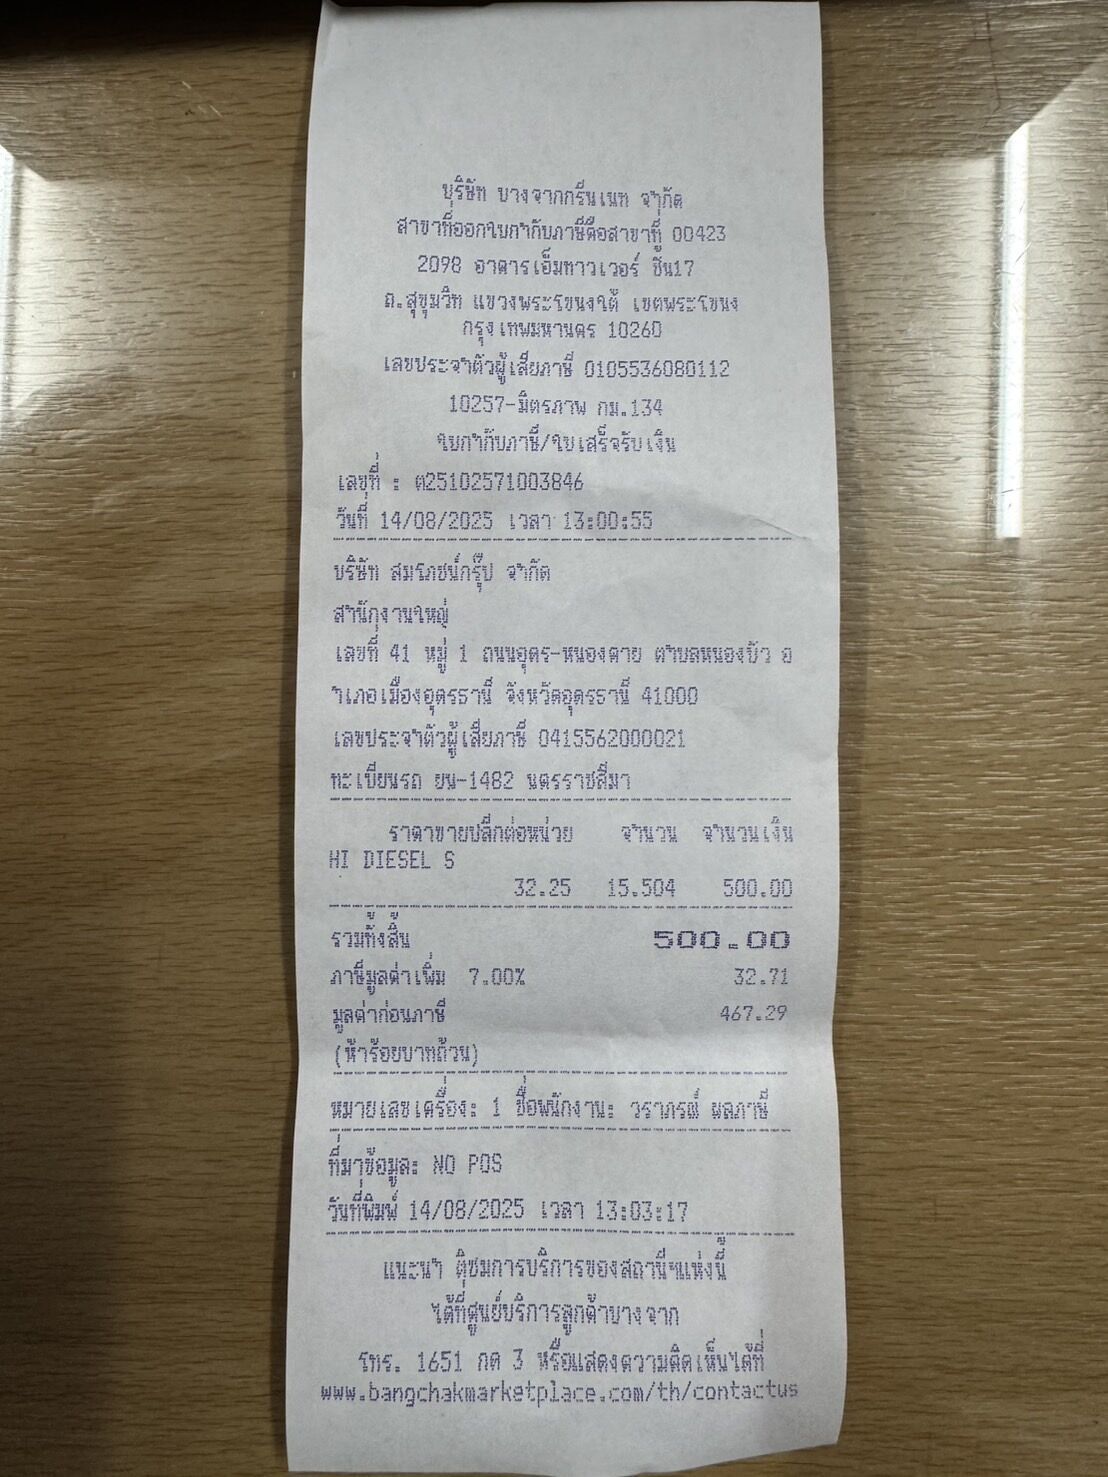 บริษัท บางจากกรีนเนท จำกัด
สาขาที่ออกใบกำกับภาษีคือสาขาที่ 00423
2098 อาคารเอ็มทาวเวอร์ ชั้น17
ถ.สุขุมวิท แขวงพระโขนงใต้ เขตพระโขนง
กรุงเทพมหานคร 10260
เลขประจำตัวผู้เสียภาษี 0105536080112
10257-มิตรภาพ กม.134
ใบกำกับภาษี/ใบเสร็จรับเงิน
เลขที่ : ต25102571003846
วันที่ 14/08/2025 เวลา 13:00:55
บริษัท สมรภชน์กรุ๊ป จำกัด
สำนักงานใหญ่
เลขที่ 41 หมู่ 1 ถนนอุดร-หนองคาย ตำบลหนองบัว อ
ำเภอเมืองอุดรธานี จังหวัดอุดรธานี 41000
เลขประจำตัวผู้เสียภาษี 0415562000021
ทะเบียนรถ ยน-1482 นครราชสีมา
ราคาขายปลีกต่อหน่วย จำนวน จำนวนเงิน
HI DIESEL S
32.25 15.504 500.00
รวมทั้งสิ้น 500.00
ภาษีมูลค่าเพิ่ม 7.00% 32.71
มูลค่าก่อนภาษี 467.29
(ห้าร้อยบาทถ้วน)
หมายเลขเครื่อง: 1 ชื่อพนักงาน: วราภรณ์ ผลภาษี
ที่มาข้อมูล: NO POS
วันที่พิมพ์ 14/08/2025 เวลา 13:03:17
แนะนำ ติชมการบริการของสถานีฯแห่งนี้
ได้ที่ศูนย์บริการลูกค้าบางจาก
โทร. 1651 กด 3 หรือแสดงความคิดเห็นได้ที่
www.bangchakmarketplace.com/th/contactus